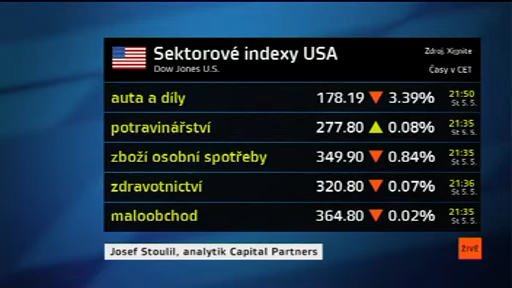 Sektorové indexy USA
Dow Jones U.S.
Zdroj: Xignite
Časy v CET
auta a díly 178.19 ▼ 3.39% 21:50 St 5. 5.
potravinářství 277.80 ▲ 0.08% 21:35 St 5. 5.
zboží osobní spotřeby 349.90 ▼ 0.84% 21:35 St 5. 5.
zdravotnictví 320.80 ▼ 0.07% 21:36 St 5. 5.
maloobchod 364.80 ▼ 0.02% 21:35 St 5. 5.
Josef Stoulil, analytik Capital Partners
ŽIVĚ